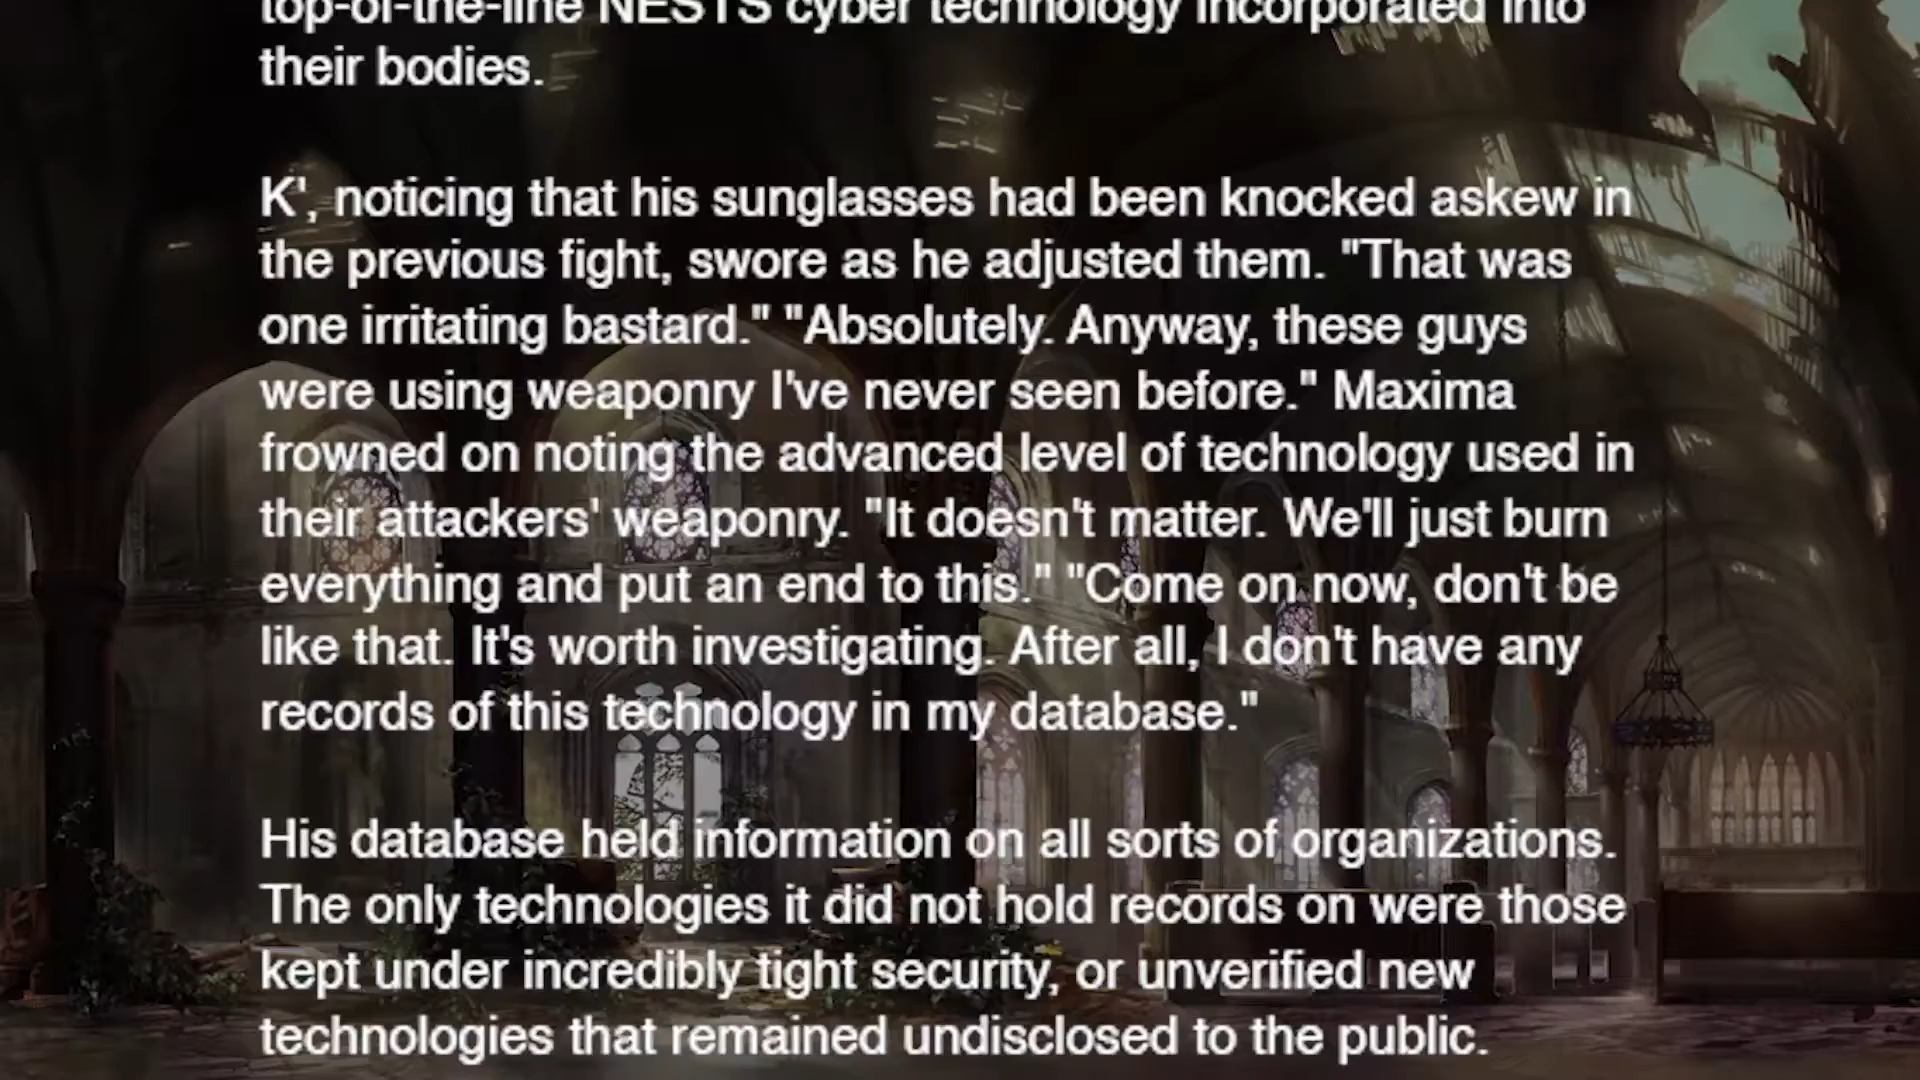 top-of-the-line NESTS cyber technology incorporated into
their bodies.
K', noticing that his sunglasses had been knocked askew in
the previous fight, swore as he adjusted them. "That was
one irritating bastard." "Absolutely. Anyway, these guys
were using weaponry I've never seen before." Maxima
frowned on noting the advanced level of technology used in
their attackers' weaponry. "It doesn't matter. We'll just burn
everything and put an end to this." "Come on now, don't be
like that. It's worth investigating. After all, I don't have any
records of this technology in my database."
His database held information on all sorts of organizations.
The only technologies it did not hold records on were those
kept under incredibly tight security, or unverified new
technologies that remained undisclosed to the public.